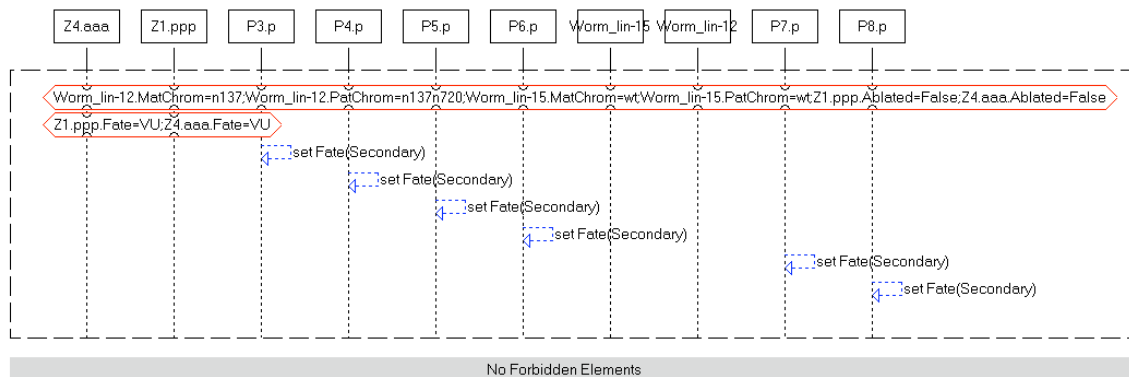 Z4.aaa Z1.ppp P3.p P4.p P5.p P6.p Worm_lin-15 Worm_lin-12 P7.p P8.p
Worm_lin-12.MatChrom=n137;Worm_lin-12.PatChrom=n137n720;Worm_lin-15.MatChrom=wt;Worm_lin-15.PatChrom=wt;Z1.ppp.Ablated=False;Z4.aaa.Ablated=False
Z1.ppp.Fate=VU;Z4.aaa.Fate=VU
set Fate(Secondary)
set Fate(Secondary)
set Fate(Secondary)
set Fate(Secondary)
set Fate(Secondary)
set Fate(Secondary)
No Forbidden Elements